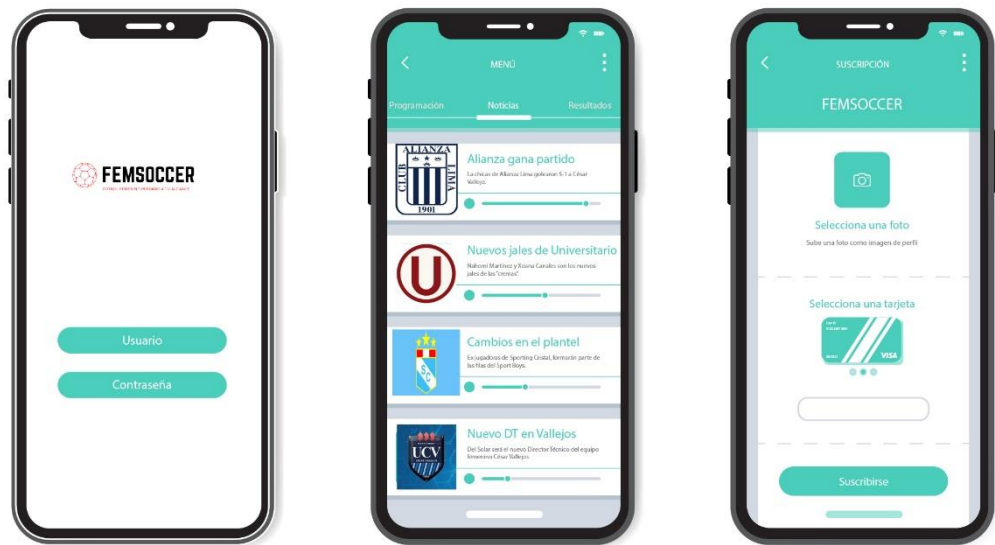 FEMSOCCER
Usuario
Contraseña
MENÚ
Programación
Noticias
Resultados
ALIANZA
CLUB
LIMA
1901
Alianza gana partido
La chicas de Alianza Lima golearon 5-1 a César
Vallejo.
U
Nuevos jales de Universitario
Nahomi Martínez y Xioana Canales son los nuevos
jales de las "cremas".
S.C
Cambios en el plantel
Ex jugadoras de Sporting Cristal, formarán parte de
las filas del Sport Boys.
UCV
Nuevo DT en Vallejos
Del Solar será el nuevo Director Técnico del equipo
femenino César Vallejos.
SUSCRIPCIÓN
FEMSOCCER
Selecciona una foto
Sube una foto como imagen de perfil
Selecciona una tarjeta
VISA
Suscribirse